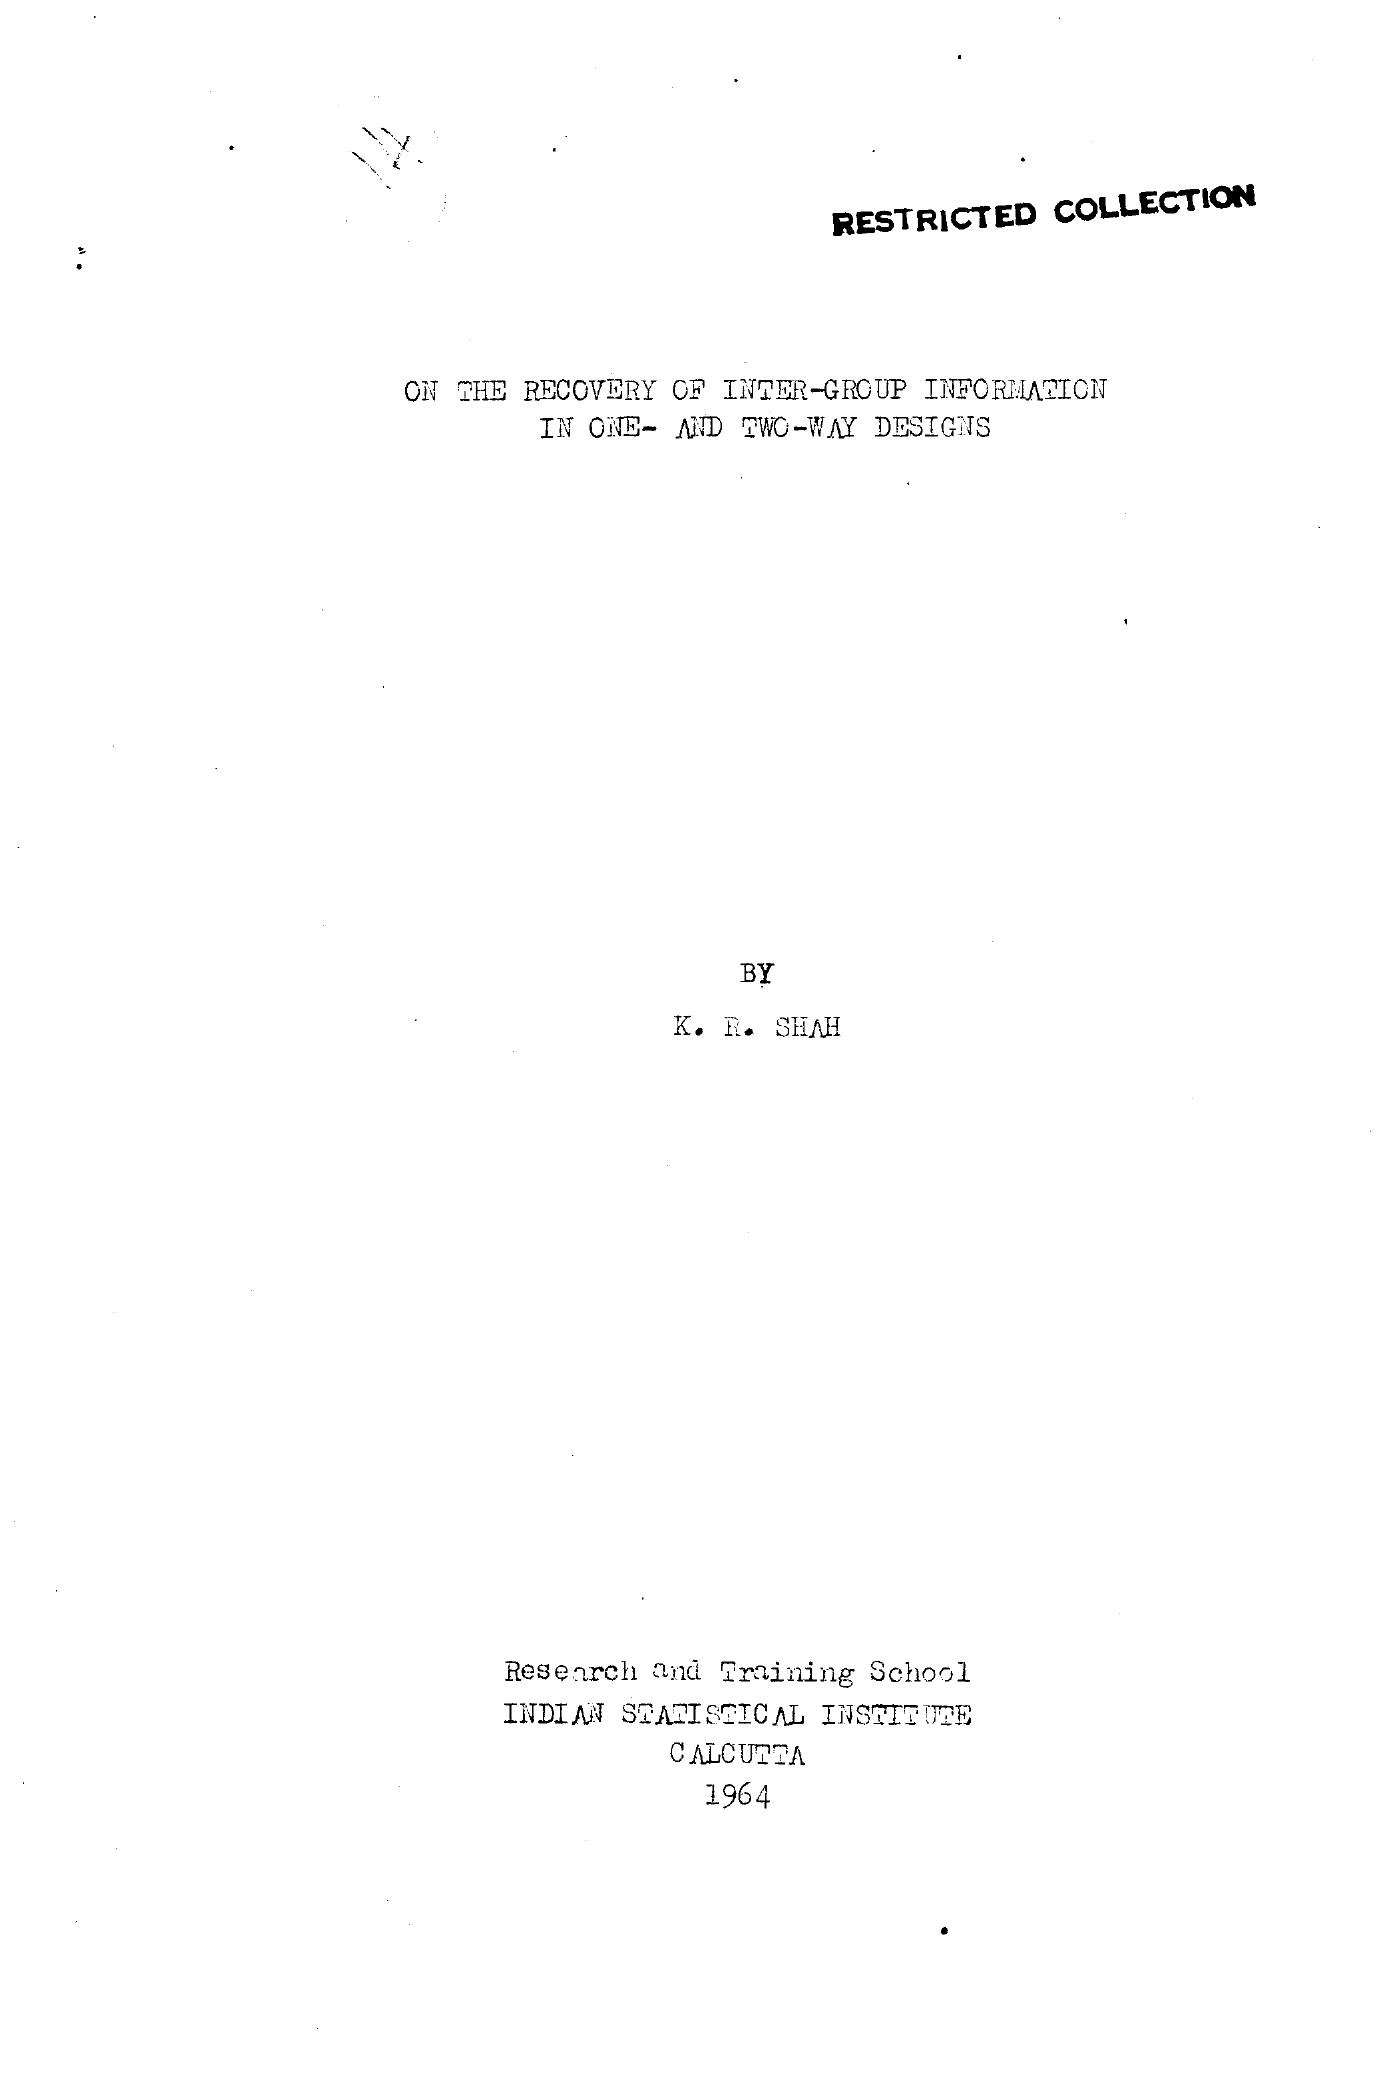 RESTRICTED COLLECTION
ON THE RECOVERY OF INTER-GROUP INFORMATION
IN ONE- AND TWO-WAY DESIGNS
BY
K. R. SHAH
Research and Training School
INDIAN STATISTICAL INSTITUTE
CALCUTTA
1964